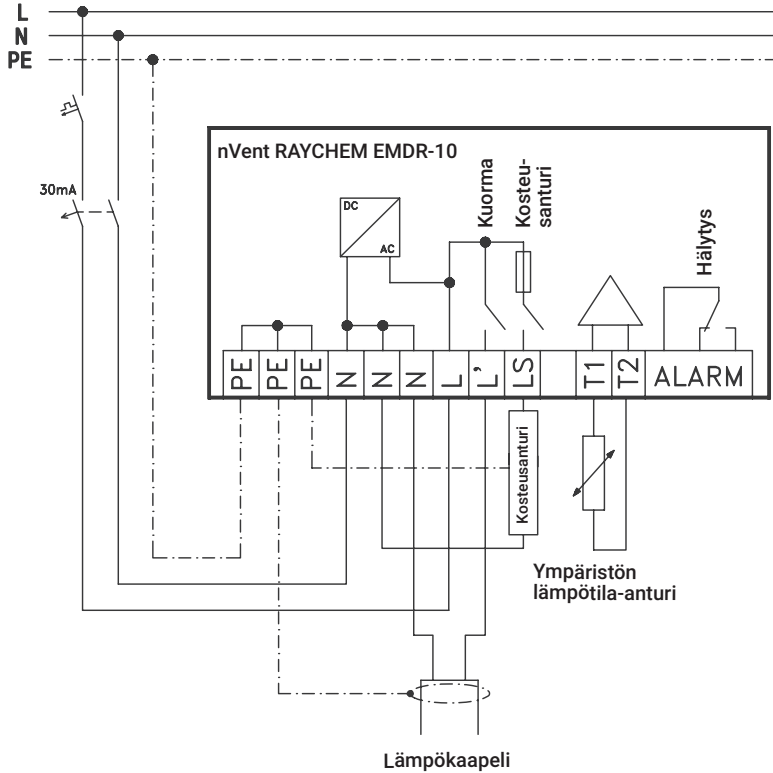 L
N
PE
30mA
nVent RAYCHEM EMDR-10
DC
AC
Kuorma
Kosteu-
santuri
Hälytys
PE
PE
PE
N
N
N
L
L'
LS
T1
T2
ALARM
Kosteusanturi
Ympäristön
lämpötila-anturi
Lämpökaapeli